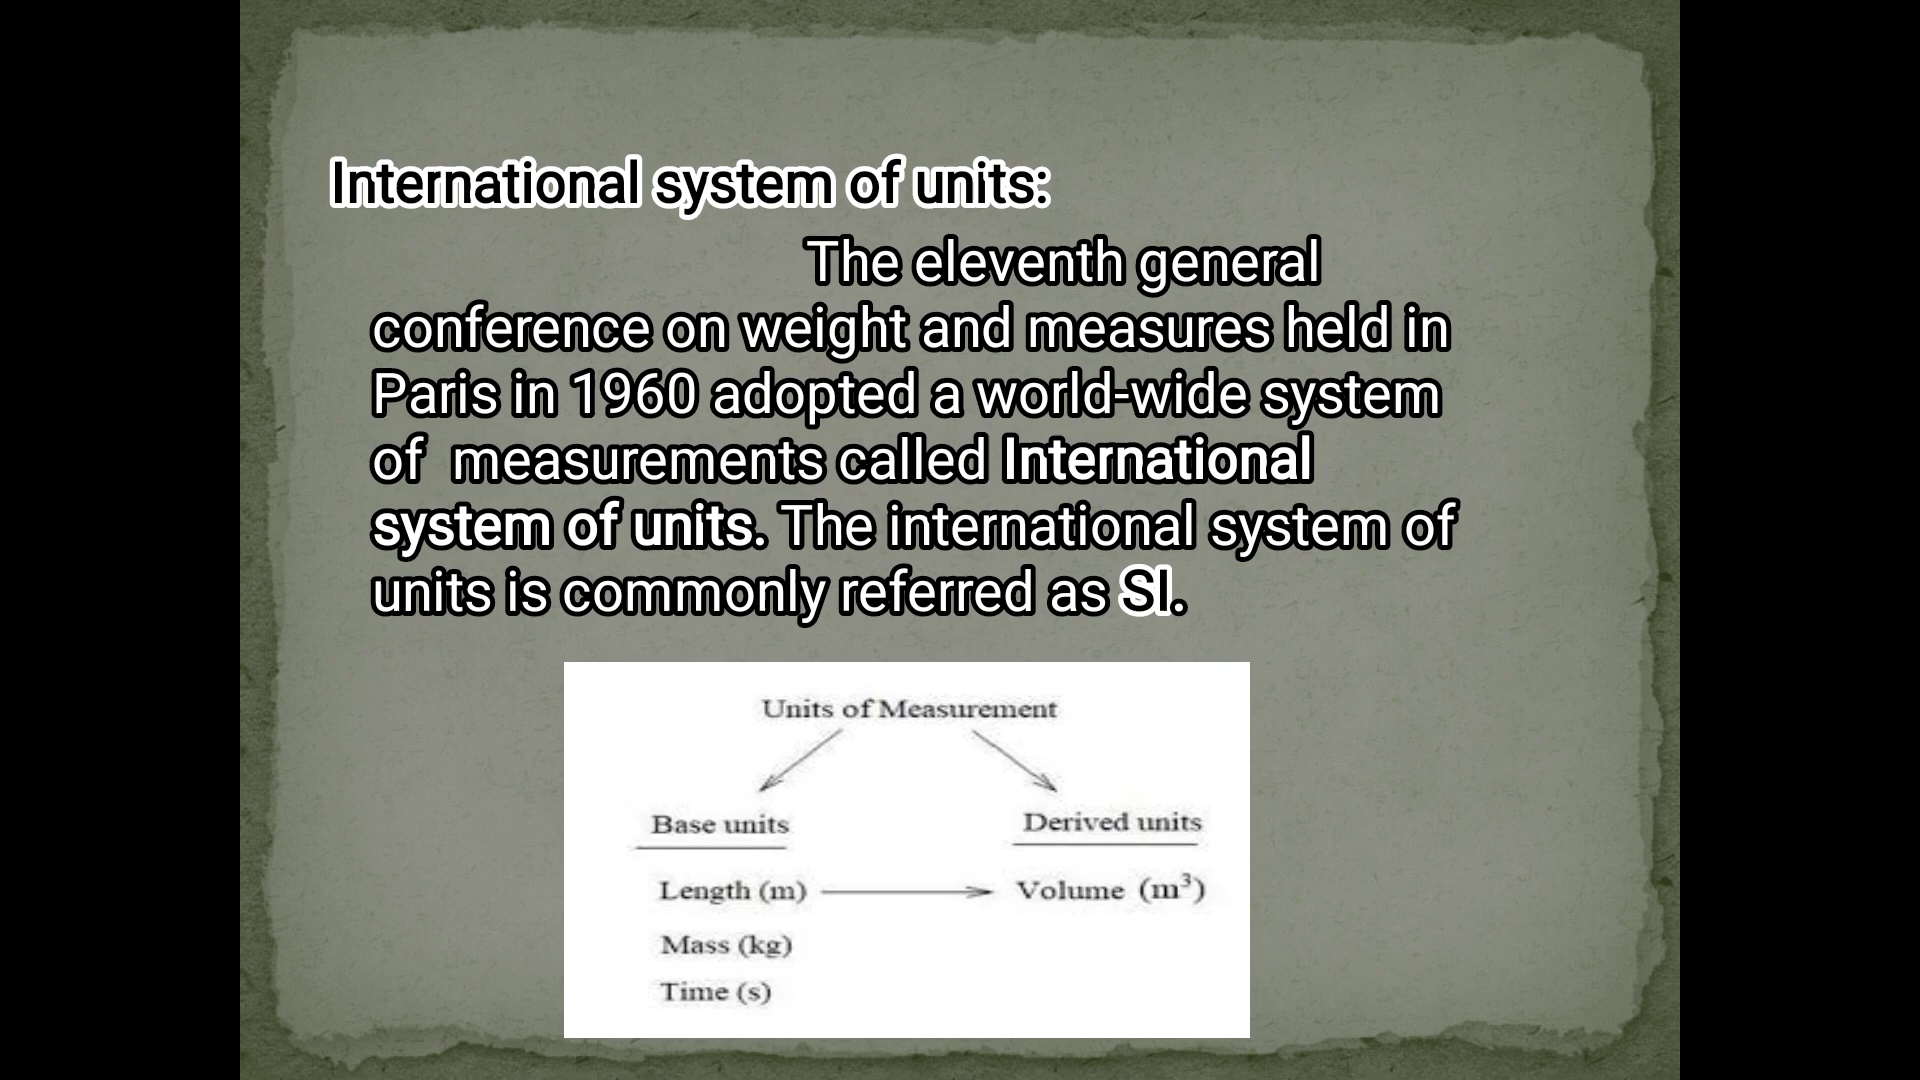 International system of units:
The eleventh general
conference on weight and measures held in
Paris in 1960 adopted a world-wide system
of measurements called International
system of units. The international system of
units is commonly referred as SI.
Units of Measurement
Base units
Derived units
Length (m)
Volume (m³)
Mass (kg)
Time (s)